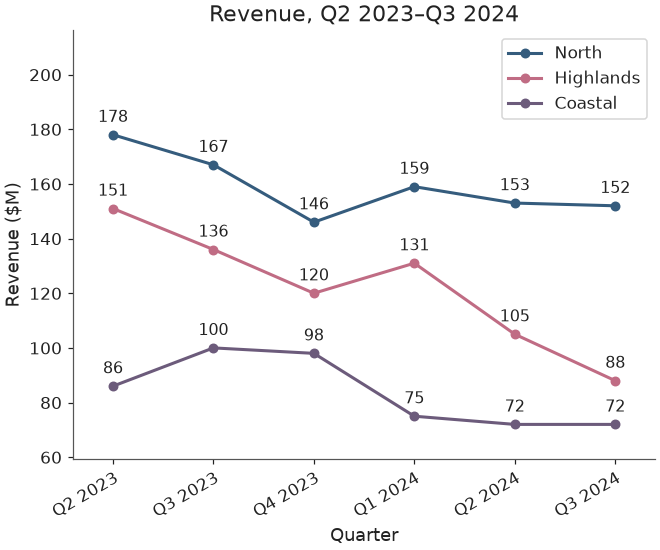 Revenue, Q2 2023–Q3 2024
North
Highlands
Coastal
Revenue ($M)
200
180
160
140
120
100
80
60
178
167
146
159
153
152
151
136
120
131
105
88
86
100
98
75
72
72
Q2 2023
Q3 2023
Q4 2023
Q1 2024
Q2 2024
Q3 2024
Quarter